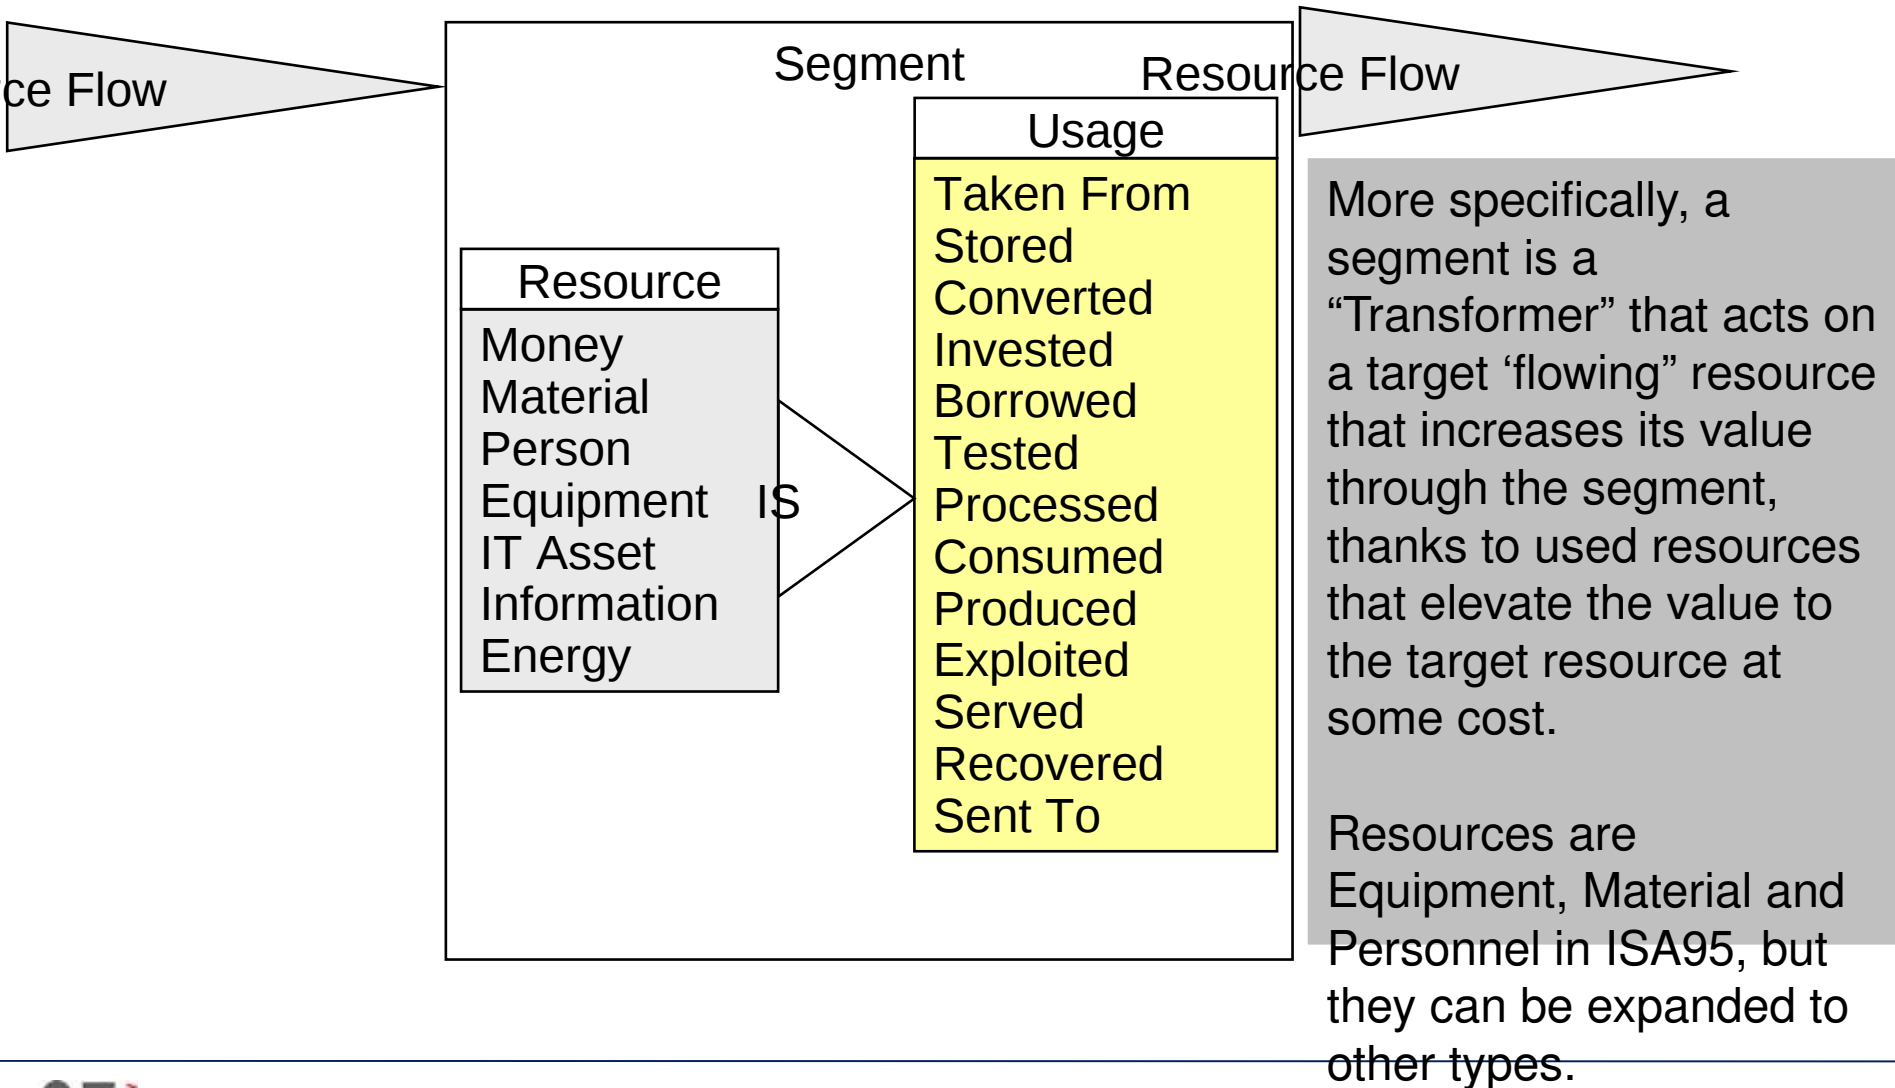 ce Flow
Segment
Resource Flow
Usage
Taken From
Stored
Converted
Invested
Borrowed
Tested
Processed
Consumed
Produced
Exploited
Served
Recovered
Sent To
Resource
Money
Material
Person
Equipment
IT Asset
Information
Energy
IS
More specifically, a
segment is a
“Transformer” that acts on
a target ‘flowing” resource
that increases its value
through the segment,
thanks to used resources
that elevate the value to
the target resource at
some cost.
Resources are
Equipment, Material and
Personnel in ISA95, but
they can be expanded to
other types.